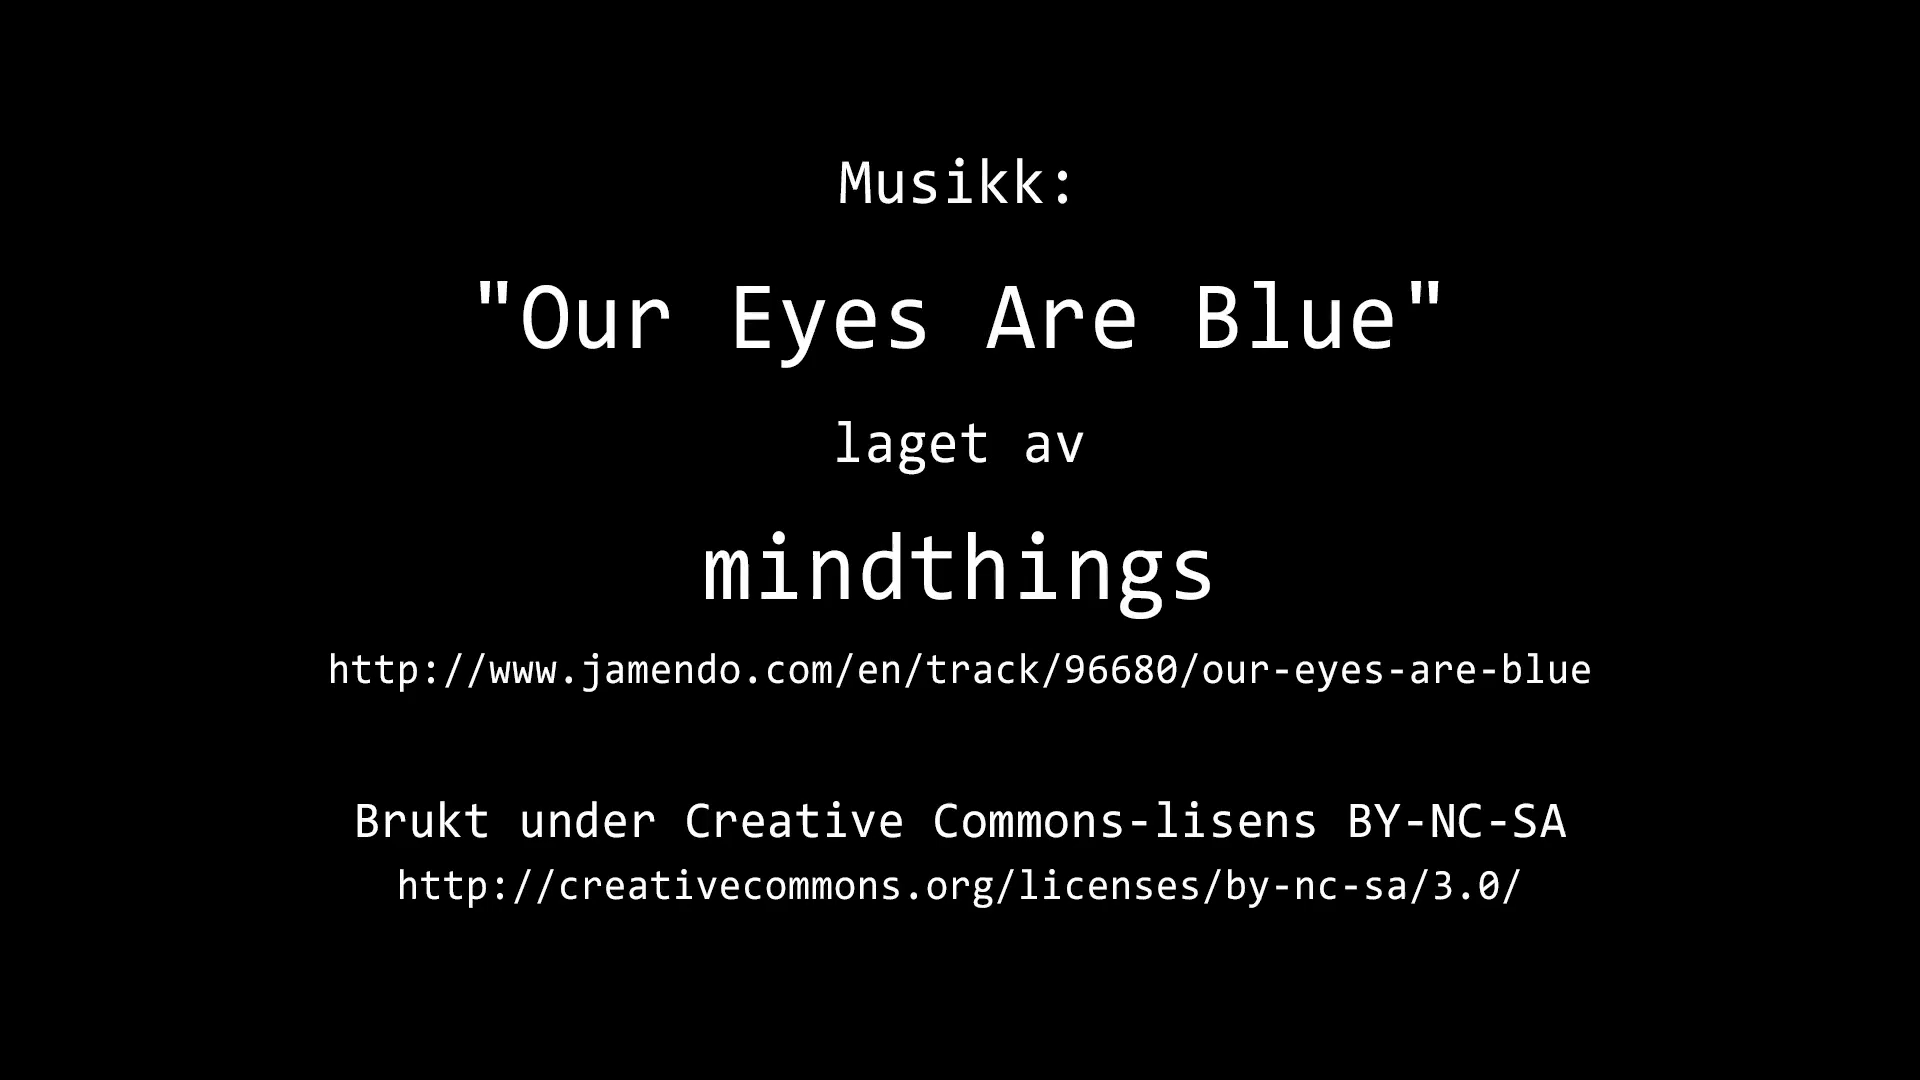 Musikk:
"Our Eyes Are Blue"
laget av
mindthings
http://www.jamendo.com/en/track/96680/our-eyes-are-blue
Brukt under Creative Commons-lisens BY-NC-SA
http://creativecommons.org/licenses/by-nc-sa/3.0/